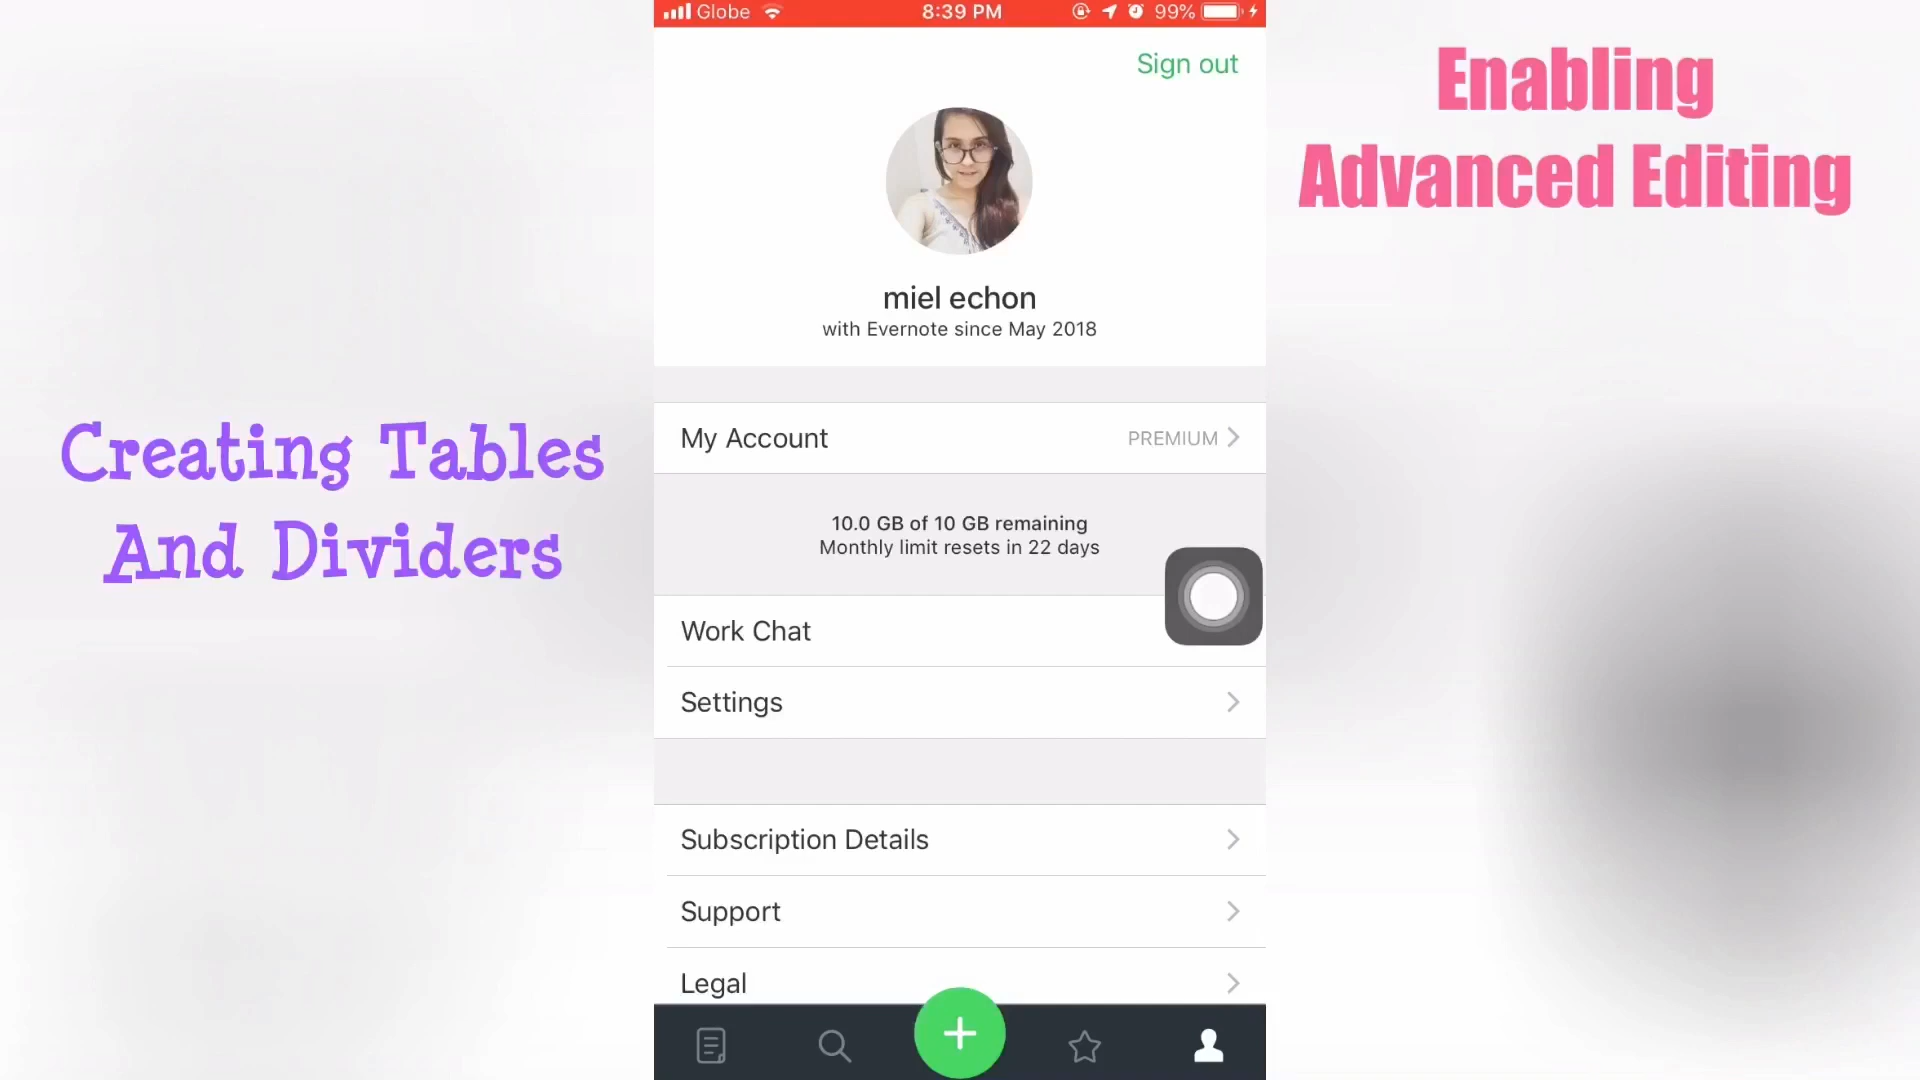 Globe
8:39 PM
99%
Sign out
Enabling
Advanced Editing
miel echon
with Evernote since May 2018
My Account
PREMIUM
Creating Tables
And Dividers
10.0 GB of 10 GB remaining
Monthly limit resets in 22 days
Work Chat
Settings
Subscription Details
Support
Legal